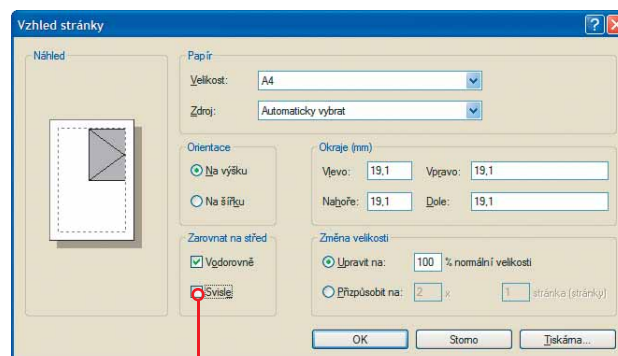 Vzhled stránky
Náhled
Papír
Velikost: A4
Zdroj: Automaticky vybrat
Orientace
Na výšku
Na šířku
Okraje (mm)
Vlevo: 19,1 Vpravo: 19,1
Nahoře: 19,1 Dole: 19,1
Zarovnat na střed
Vodorovně
Svisle
Změna velikosti
Upravit na: 100 % normální velikosti
Přizpůsobit na: 2 x 1 stránka (stránky)
OK Storno Tiskárna...